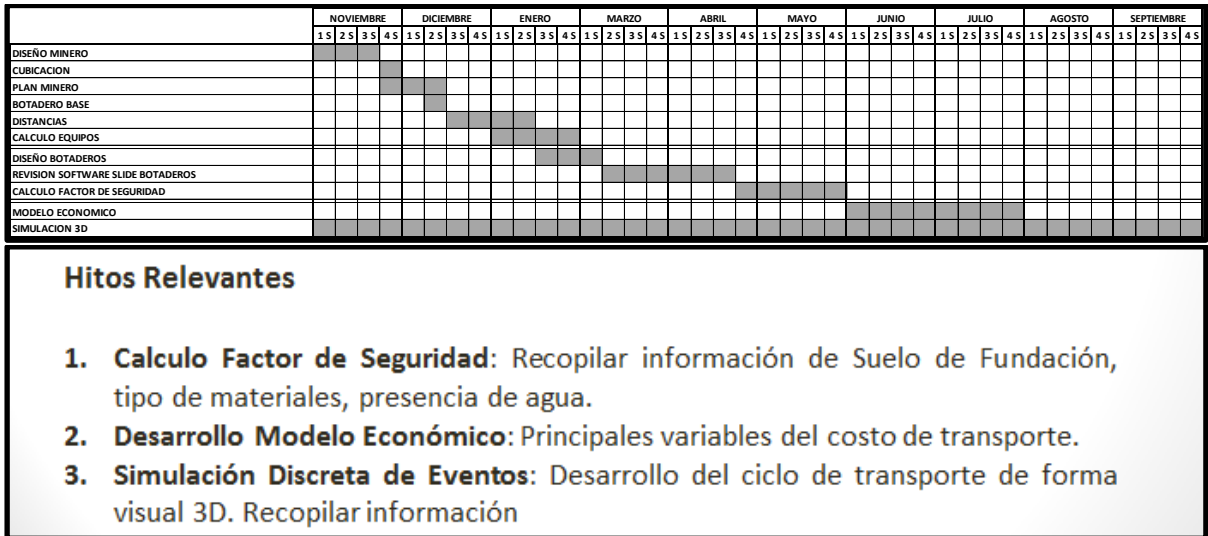 NOVIEMBRE DICIEMBRE ENERO MARZO ABRIL MAYO JUNIO JULIO AGOSTO SEPTIEMBRE
1 S 2 S 3 S 4 S 1 S 2 S 3 S 4 S 1 S 2 S 3 S 4 S 1 S 2 S 3 S 4 S 1 S 2 S 3 S 4 S 1 S 2 S 3 S 4 S 1 S 2 S 3 S 4 S 1 S 2 S 3 S 4 S 1 S 2 S 3 S 4 S 1 S 2 S 3 S 4 S
DISEÑO MINERO
CUBICACION
PLAN MINERO
BOTADERO BASE
DISTANCIAS
CALCULO EQUIPOS
DISEÑO BOTADEROS
REVISION SOFTWARE SLIDE BOTADEROS
CALCULO FACTOR DE SEGURIDAD
MODELO ECONOMICO
SIMULACION 3D
Hitos Relevantes
1. Calculo Factor de Seguridad: Recopilar información de Suelo de Fundación,
tipo de materiales, presencia de agua.
2. Desarrollo Modelo Económico: Principales variables del costo de transporte.
3. Simulación Discreta de Eventos: Desarrollo del ciclo de transporte de forma
visual 3D. Recopilar información